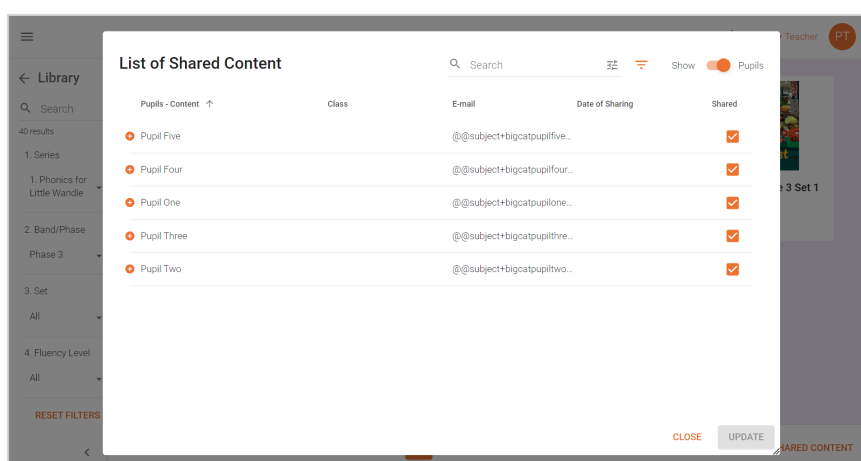 Teacher PT
List of Shared Content
Search
Show Pupils
Library
Search
40 results
1. Series
1. Phonics for
Little Wandle
2. Band/Phase
Phase 3
3. Set
All
4. Fluency Level
All
RESET FILTERS
Pupils - Content Class E-mail Date of Sharing Shared
Pupil Five @@subject+bigcatpupilfive...
Pupil Four @@subject+bigcatpupilfour...
Pupil One @@subject+bigcatpupilone...
Pupil Three @@subject+bigcatpupilthre...
Pupil Two @@subject+bigcatpupiltwo...
3 Set 1
CLOSE UPDATE
HARED CONTENT